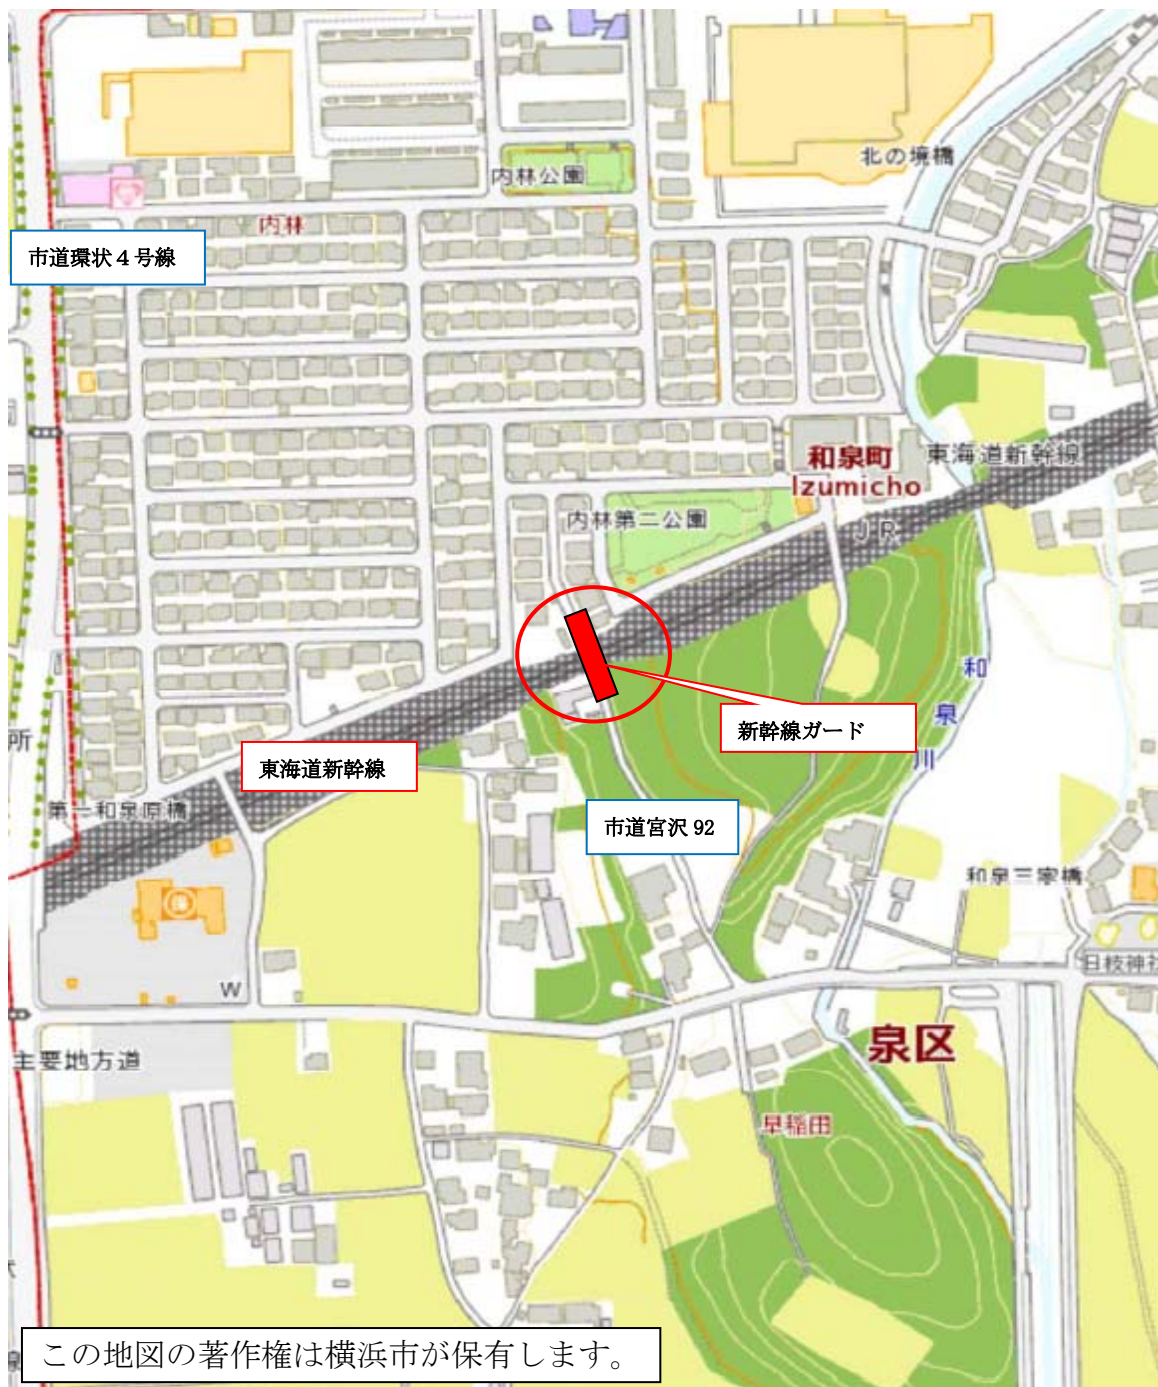 内林公園
北の境橋
内林
市道環状４号線
和泉町
Izumicho
東海道新幹線
内林第二公園
JR
和
泉
川
新幹線ガード
所
東海道新幹線
第一和泉原橋
市道宮沢 92
和泉三家橋
日枝神社
W
泉区
主要地方道
早稲田
この地図の著作権は横浜市が保有します。